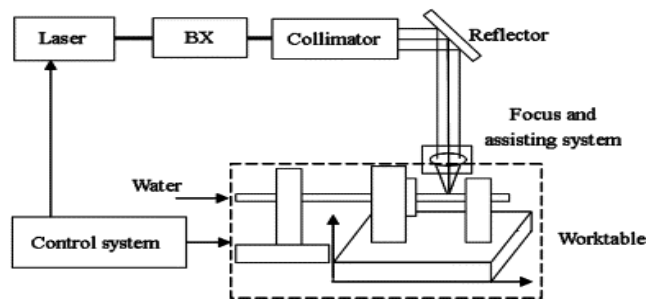 Laser
BX
Collimator
Reflector
Focus and
assisting system
Water
Control system
Worktable